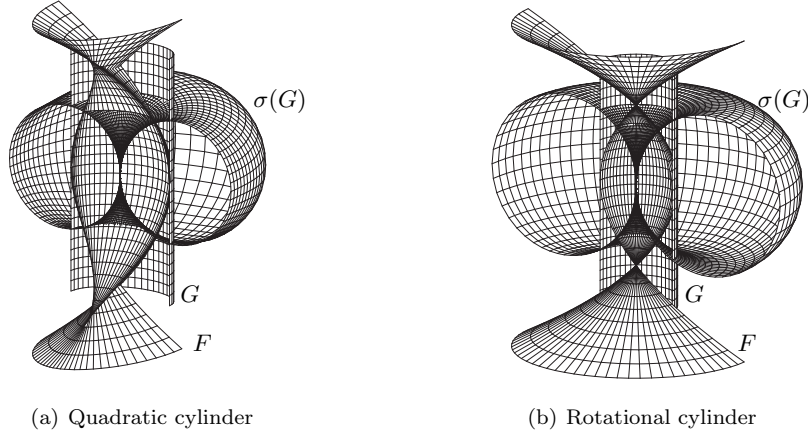 σ(G)
G
F
(a) Quadratic cylinder
σ(G)
G
F
(b) Rotational cylinder